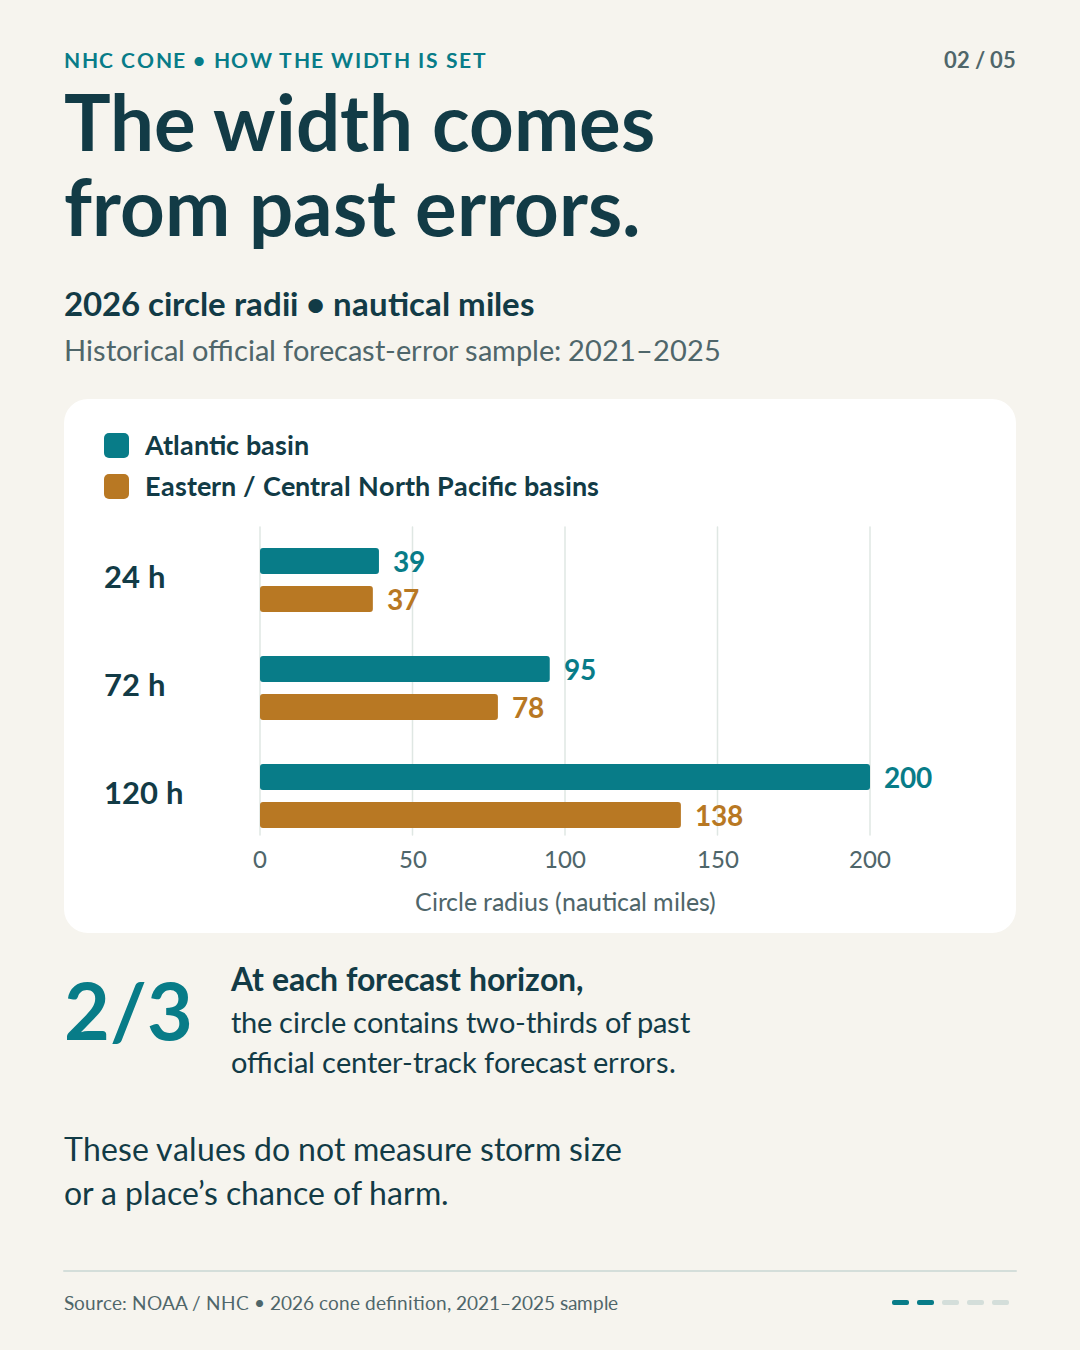 NHC CONE • HOW THE WIDTH IS SET
02 / 05
The width comes
from past errors.
2026 circle radii • nautical miles
Historical official forecast-error sample: 2021–2025
Atlantic basin
Eastern / Central North Pacific basins
24 h
39
37
72 h
95
78
120 h
200
138
0 50 100 150 200
Circle radius (nautical miles)
2/3
At each forecast horizon,
the circle contains two-thirds of past
official center-track forecast errors.
These values do not measure storm size
or a place’s chance of harm.
Source: NOAA / NHC • 2026 cone definition, 2021–2025 sample